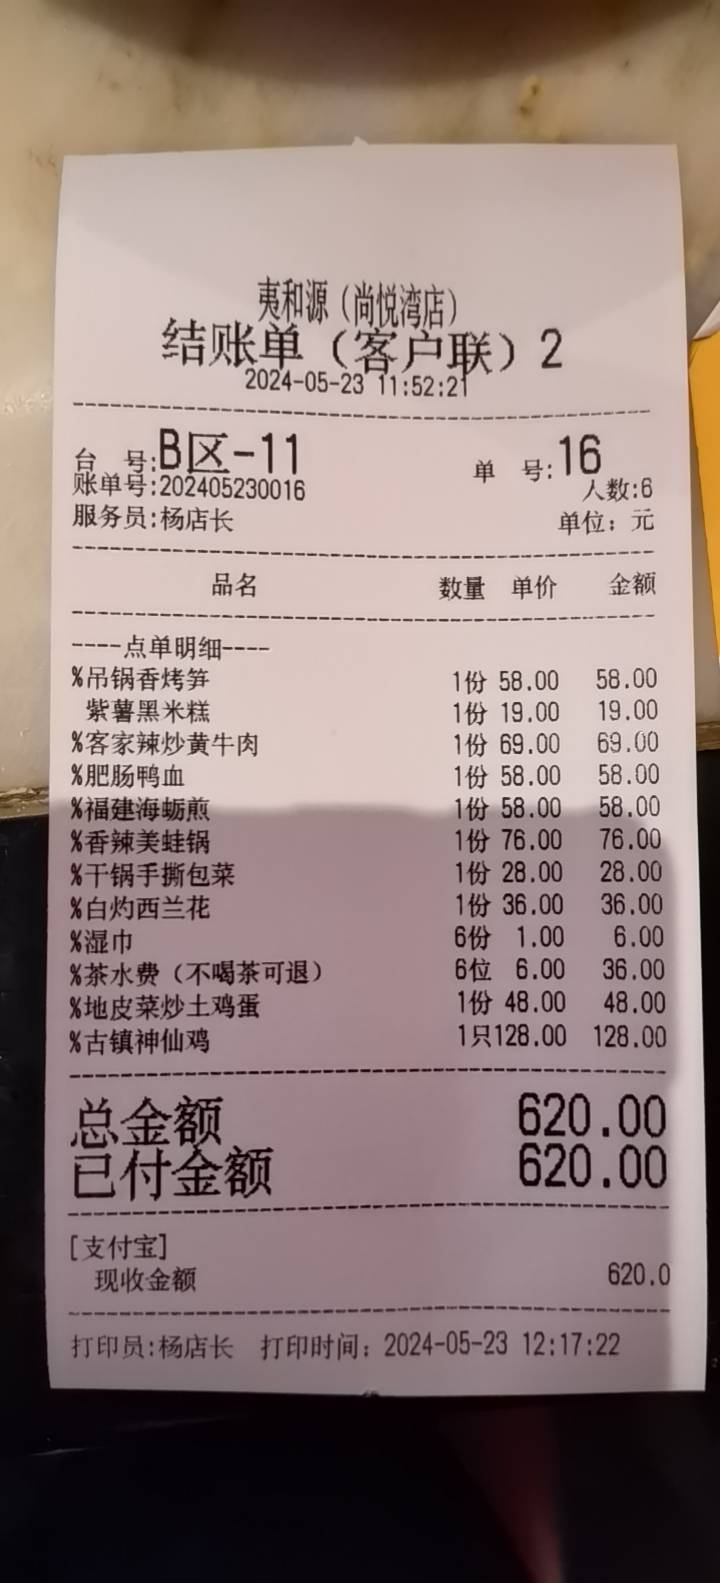 夷和源（尚悦湾店）
结账单（客户联）2
2024-05-23 11:52:21
台 号:B区-11 单 号:16
账单号:202405230016 人数:6
服务员:杨店长 单位：元
品名 数量 单价 金额
----点单明细----
%吊锅香烤笋 1份 58.00 58.00
紫薯黑米糕 1份 19.00 19.00
%客家辣炒黄牛肉 1份 69.00 69.00
%肥肠鸭血 1份 58.00 58.00
%福建海蛎煎 1份 58.00 58.00
%香辣美蛙锅 1份 76.00 76.00
%干锅手撕包菜 1份 28.00 28.00
%白灼西兰花 1份 36.00 36.00
%湿巾 6份 1.00 6.00
%茶水费（不喝茶可退） 6位 6.00 36.00
%地皮菜炒土鸡蛋 1份 48.00 48.00
%古镇神仙鸡 1只 128.00 128.00
总金额 620.00
已付金额 620.00
[支付宝]
现收金额 620.0
打印员:杨店长 打印时间：2024-05-23 12:17:22